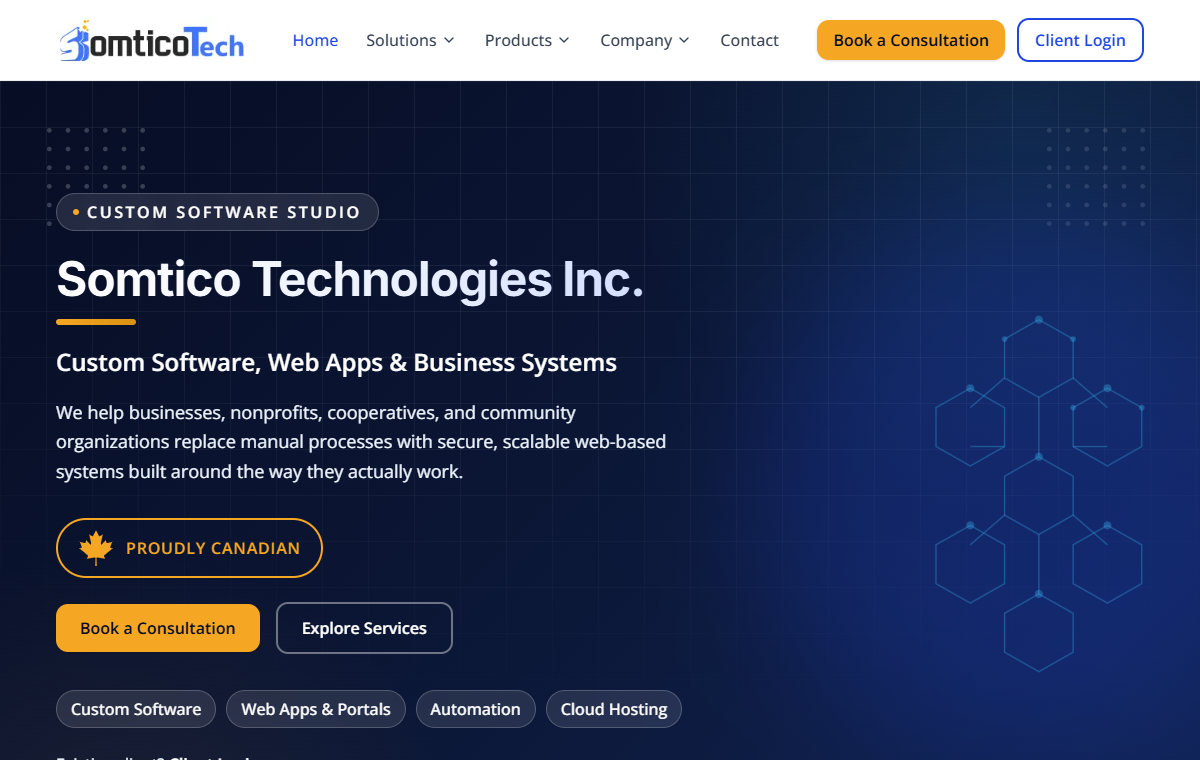 SomticoTech
Home
Solutions
Products
Company
Contact
Book a Consultation
Client Login
CUSTOM SOFTWARE STUDIO
Somtico Technologies Inc.
Custom Software, Web Apps & Business Systems
We help businesses, nonprofits, cooperatives, and community
organizations replace manual processes with secure, scalable web-based
systems built around the way they actually work.
PROUDLY CANADIAN
Book a Consultation
Explore Services
Custom Software
Web Apps & Portals
Automation
Cloud Hosting